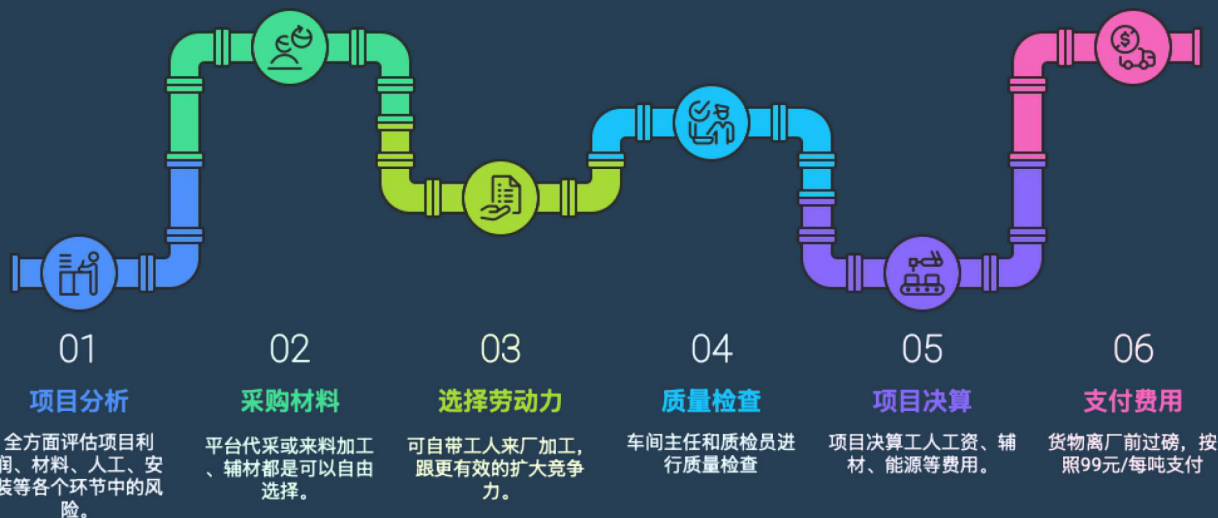 01
项目分析
全方面评估项目利
润、材料、人工、安
装等各个环节中的风
险。
02
采购材料
平台代采或来料加工
、辅材都是可以自由
选择。
03
选择劳动力
可自带工人来厂加工,
跟更有效的扩大竞争
力。
04
质量检查
车间主任和质检员进
行质量检查
05
项目决算
项目决算工人工资、辅
材、能源等费用。
06
支付费用
货物离厂前过磅，按
照99元/每吨支付